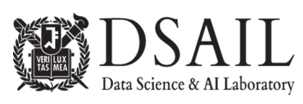 VERI LUX
TAS MEA
DSAIL
Data Science & AI Laboratory